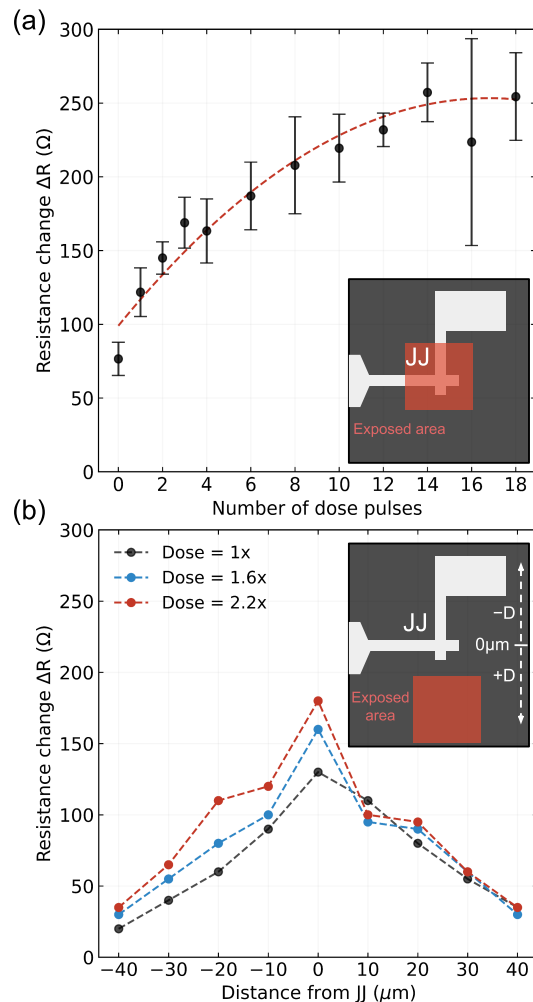 (a)
300
250
200
150
100
50
0
Resistance change ΔR (Ω)
JJ
Exposed area
0 2 4 6 8 10 12 14 16 18
Number of dose pulses
(b)
300
250
200
150
100
50
0
Resistance change ΔR (Ω)
Dose = 1x
Dose = 1.6x
Dose = 2.2x
JJ
−D
0μm
+D
Exposed
area
−40 −30 −20 −10 0 10 20 30 40
Distance from JJ (μm)